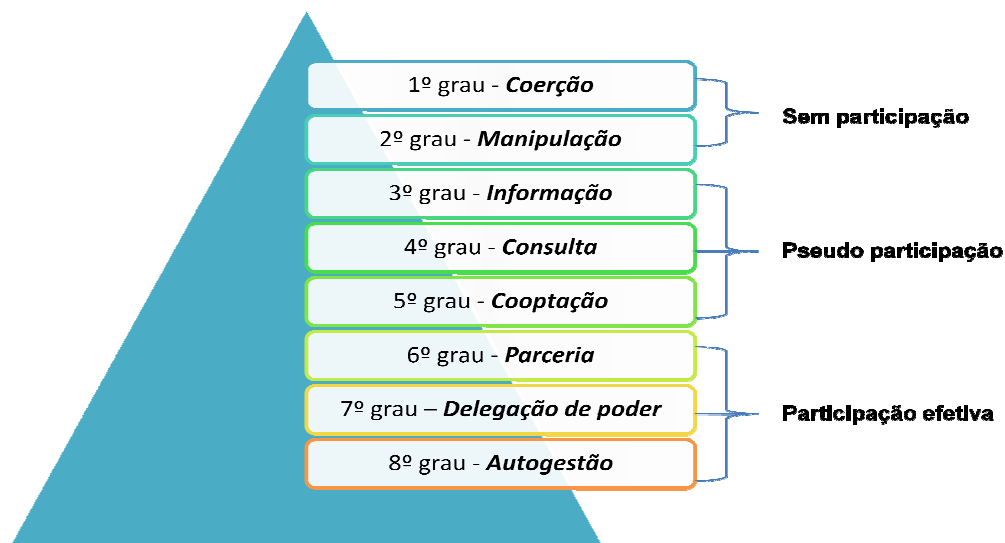 1º grau - Coerção
2º grau - Manipulação
Sem participação
3º grau - Informação
4º grau - Consulta
5º grau - Cooptação
Pseudo participação
6º grau - Parceria
7º grau – Delegação de poder
8º grau - Autogestão
Participação efetiva